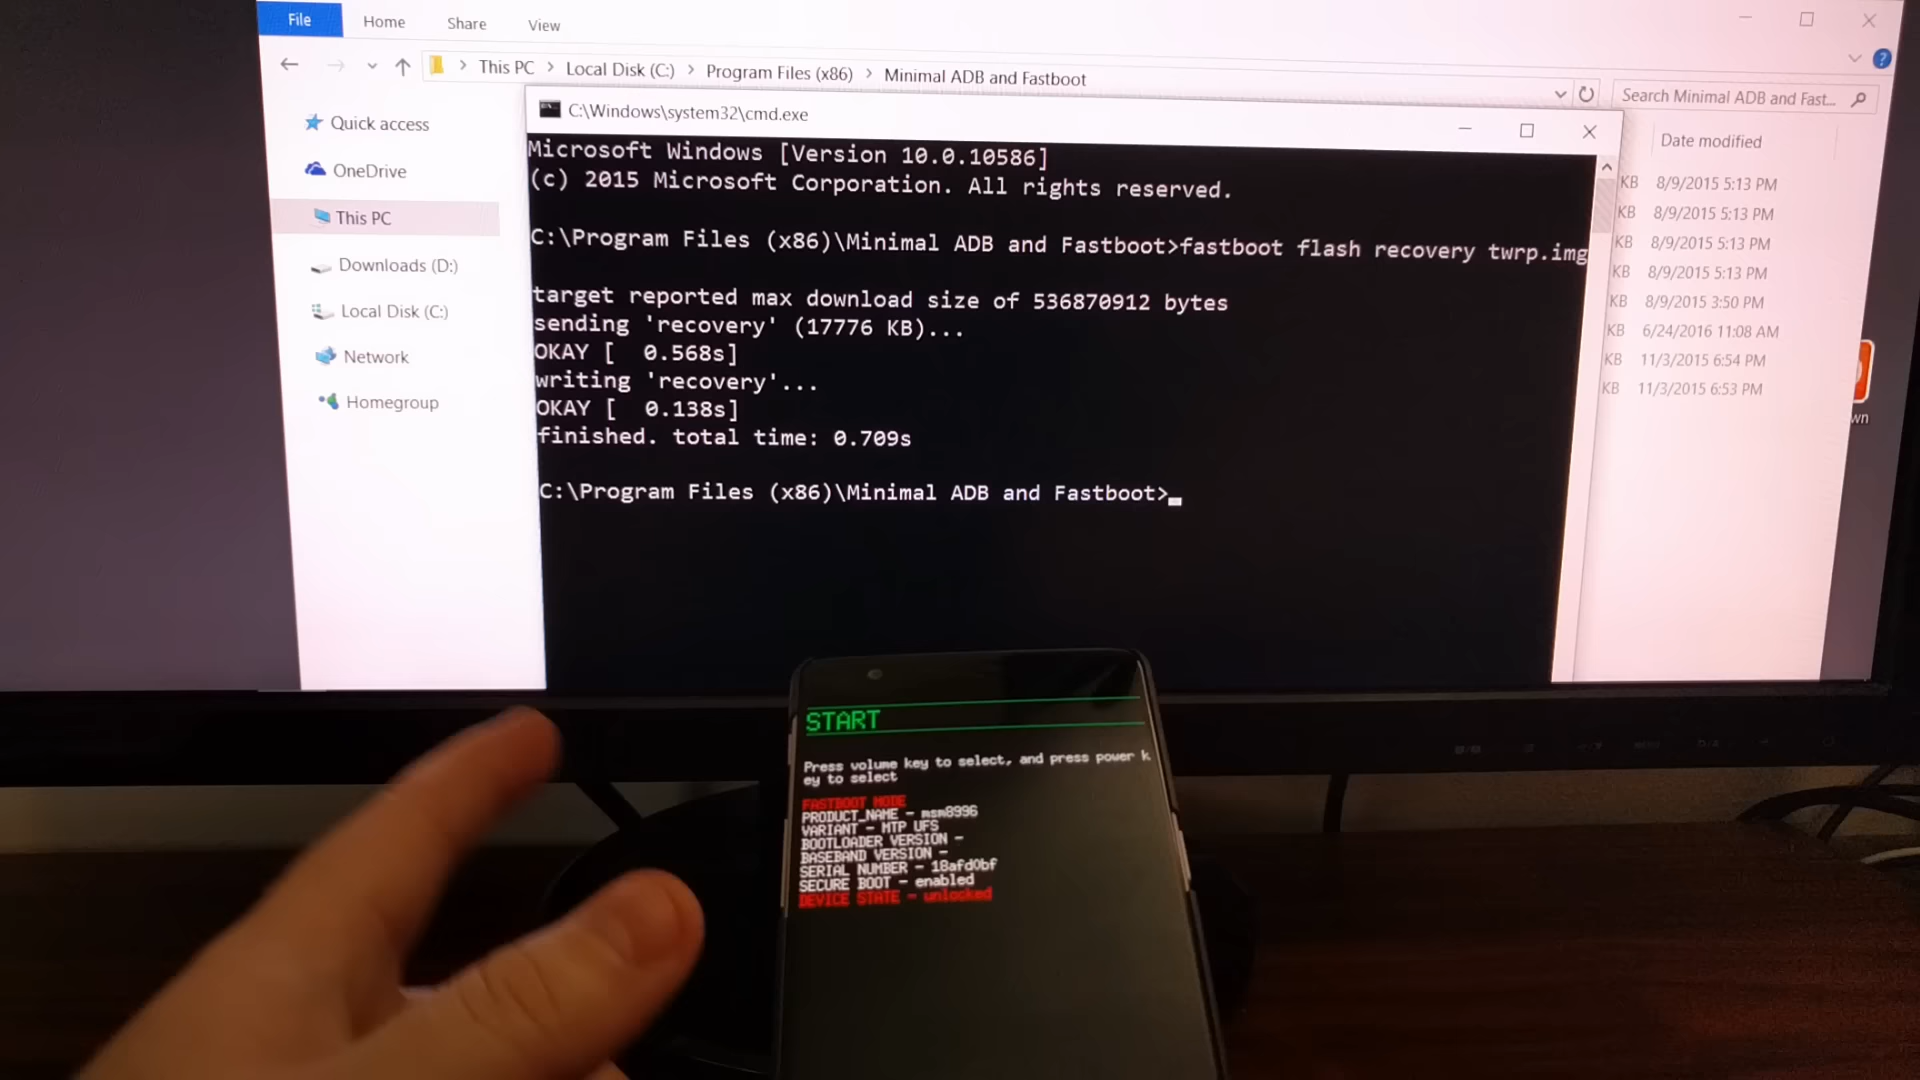 File Home Share View
This PC > Local Disk (C:) > Program Files (x86) > Minimal ADB and Fastboot
Search Minimal ADB and Fast...
C:\Windows\system32\cmd.exe
Quick access
OneDrive
This PC
Downloads (D:)
Local Disk (C:)
Network
Homegroup
Microsoft Windows [Version 10.0.10586]
(c) 2015 Microsoft Corporation. All rights reserved.
C:\Program Files (x86)\Minimal ADB and Fastboot>fastboot flash recovery twrp.img
target reported max download size of 536870912 bytes
sending 'recovery' (17776 KB)...
OKAY [  0.568s]
writing 'recovery'...
OKAY [  0.138s]
finished. total time: 0.709s
C:\Program Files (x86)\Minimal ADB and Fastboot>
Date modified
KB 8/9/2015 5:13 PM
KB 8/9/2015 5:13 PM
KB 8/9/2015 5:13 PM
KB 8/9/2015 5:13 PM
KB 8/9/2015 3:50 PM
KB 6/24/2016 11:08 AM
KB 11/3/2015 6:54 PM
KB 11/3/2015 6:53 PM
wn
START
Press volume key to select, and press power k
ey to select
FASTBOOT MODE
PRODUCT_NAME - msm8996
VARIANT - MTP UFS
BOOTLOADER VERSION -
BASEBAND VERSION -
SERIAL NUMBER - 18afd0bf
SECURE BOOT - enabled
DEVICE STATE - unlocked